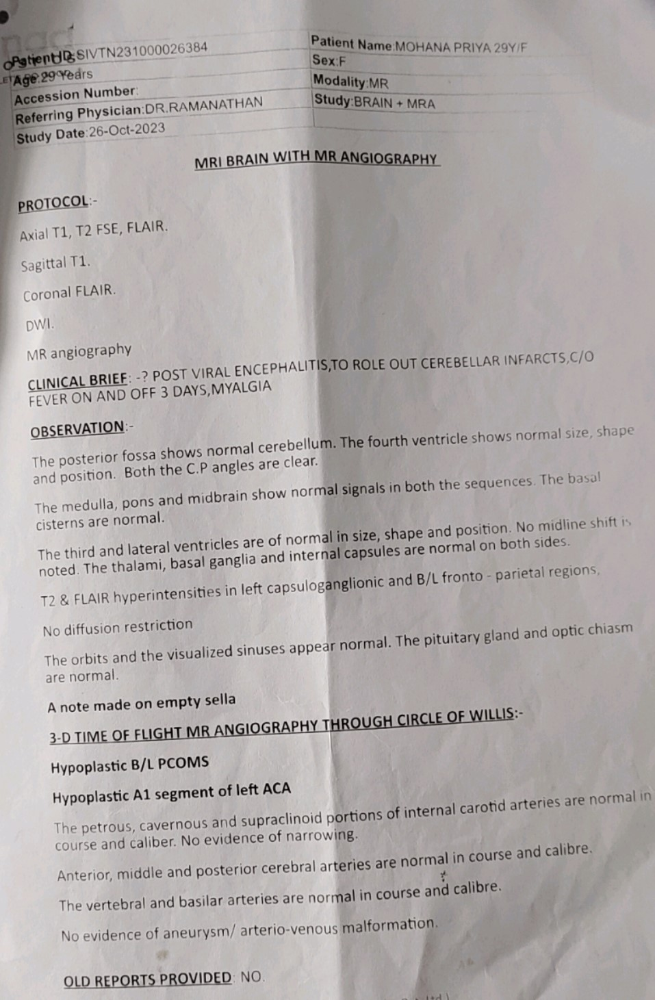 Patient ID:SIVTN231000026384
Patient Name:MOHANA PRIYA 29Y/F
Age:29 Years
Sex:F
Accession Number:
Modality:MR
Referring Physician:DR.RAMANATHAN
Study:BRAIN + MRA
Study Date:26-Oct-2023
MRI BRAIN WITH MR ANGIOGRAPHY
PROTOCOL:-
Axial T1, T2 FSE, FLAIR.
Sagittal T1.
Coronal FLAIR.
DWI.
MR angiography
CLINICAL BRIEF: -? POST VIRAL ENCEPHALITIS,TO ROLE OUT CEREBELLAR INFARCTS,C/O
FEVER ON AND OFF 3 DAYS,MYALGIA
OBSERVATION:-
The posterior fossa shows normal cerebellum. The fourth ventricle shows normal size, shape
and position. Both the C.P angles are clear.
The medulla, pons and midbrain show normal signals in both the sequences. The basal
cisterns are normal.
The third and lateral ventricles are of normal in size, shape and position. No midline shift is
noted. The thalami, basal ganglia and internal capsules are normal on both sides.
T2 & FLAIR hyperintensities in left capsuloganglionic and B/L fronto - parietal regions.
No diffusion restriction
The orbits and the visualized sinuses appear normal. The pituitary gland and optic chiasm
are normal.
A note made on empty sella
3-D TIME OF FLIGHT MR ANGIOGRAPHY THROUGH CIRCLE OF WILLIS:-
Hypoplastic B/L PCOMS
Hypoplastic A1 segment of left ACA
The petrous, cavernous and supraclinoid portions of internal carotid arteries are normal in
course and caliber. No evidence of narrowing.
Anterior, middle and posterior cerebral arteries are normal in course and calibre.
The vertebral and basilar arteries are normal in course and calibre.
No evidence of aneurysm/ arterio-venous malformation.
OLD REPORTS PROVIDED: NO.